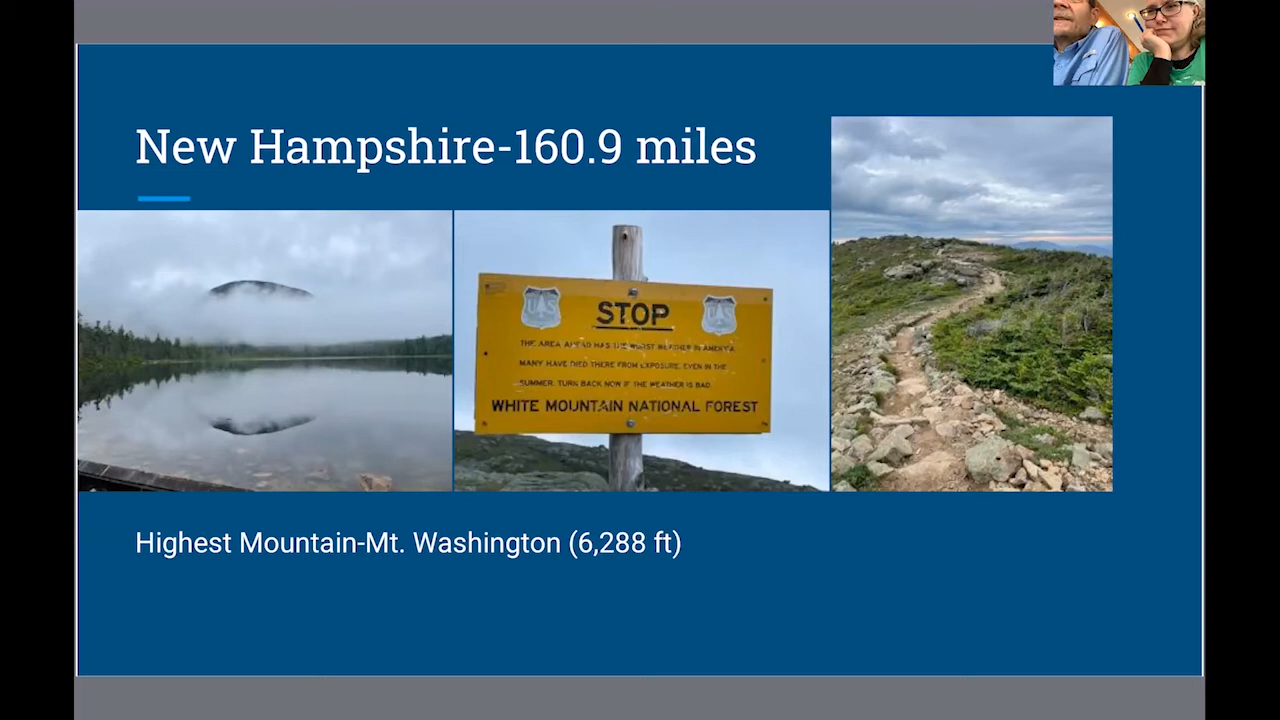 New Hampshire-160.9 miles
U S
U S
STOP
THE AREA AHEAD HAS THE WORST WEATHER IN AMERICA.
MANY HAVE DIED THERE FROM EXPOSURE, EVEN IN THE
SUMMER. TURN BACK NOW IF THE WEATHER IS BAD.
WHITE MOUNTAIN NATIONAL FOREST
Highest Mountain-Mt. Washington (6,288 ft)